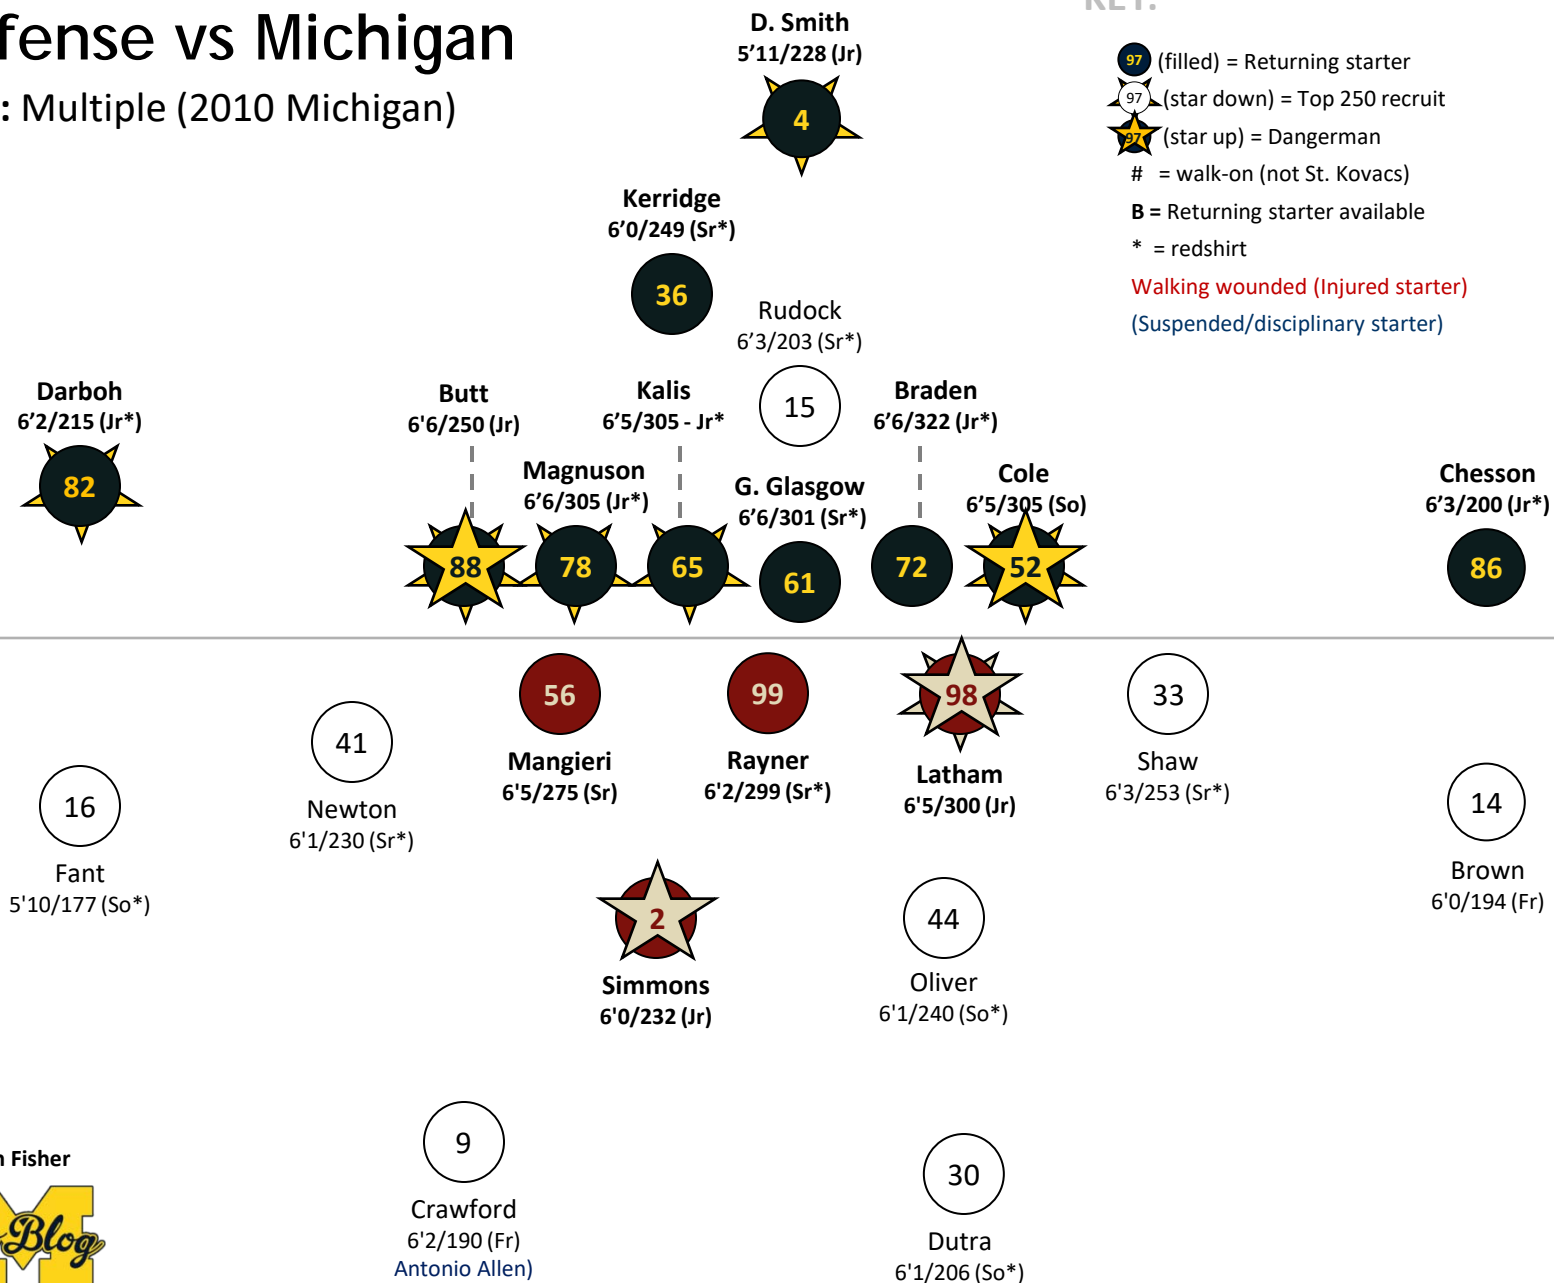 fense vs Michigan
: Multiple (2010 Michigan)
KEY:
97 (filled) = Returning starter
97 (star down) = Top 250 recruit
97 (star up) = Dangerman
# = walk-on (not St. Kovacs)
B = Returning starter available
* = redshirt
Walking wounded (Injured starter)
(Suspended/disciplinary starter)
D. Smith
5'11/228 (Jr)
4
Kerridge
6'0/249 (Sr*)
36
Rudock
6'3/203 (Sr*)
15
Darboh
6'2/215 (Jr*)
82
Butt
6'6/250 (Jr)
88
Magnuson
6'6/305 (Jr*)
78
Kalis
6'5/305 - Jr*
65
G. Glasgow
6'6/301 (Sr*)
61
Braden
6'6/322 (Jr*)
72
Cole
6'5/305 (So)
52
Chesson
6'3/200 (Jr*)
86
56
Mangieri
6'5/275 (Sr)
99
Rayner
6'2/299 (Sr*)
98
Latham
6'5/300 (Jr)
33
Shaw
6'3/253 (Sr*)
41
Newton
6'1/230 (Sr*)
16
Fant
5'10/177 (So*)
14
Brown
6'0/194 (Fr)
2
Simmons
6'0/232 (Jr)
44
Oliver
6'1/240 (So*)
9
Crawford
6'2/190 (Fr)
Antonio Allen)
30
Dutra
6'1/206 (So*)
n Fisher
Blog